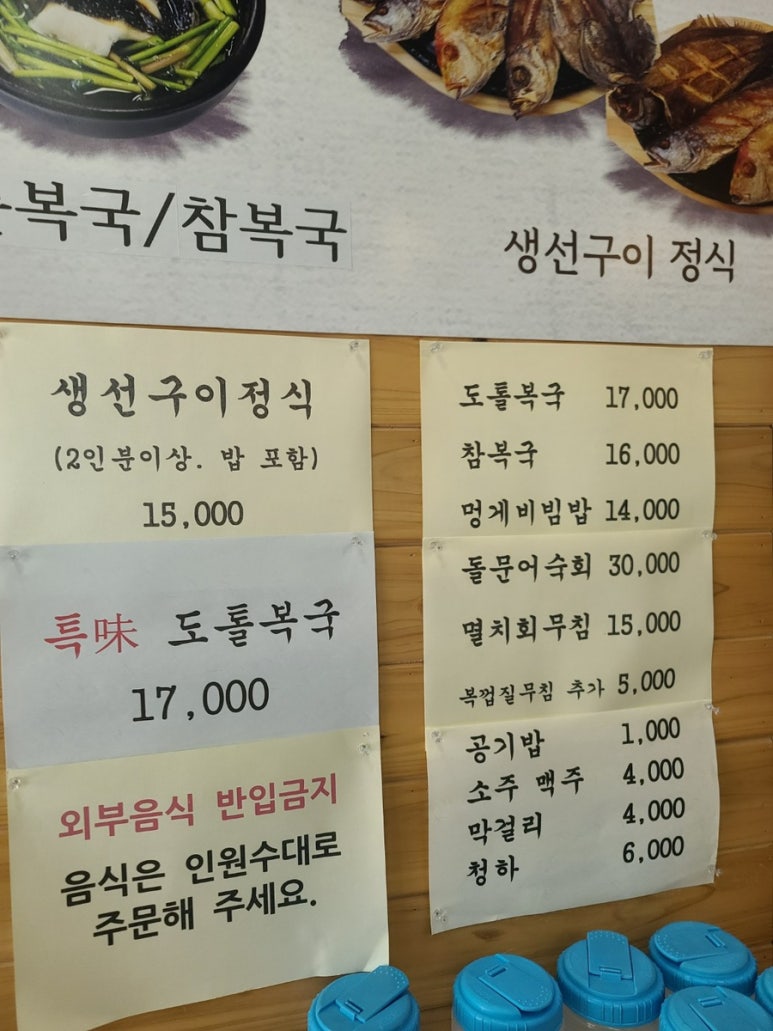 복국/참복국
생선구이 정식
생선구이정식
(2인분이상. 밥 포함)
15,000
특味 도톨복국
17,000
외부음식 반입금지
음식은 인원수대로
주문해 주세요.
도톨복국 17,000
참복국 16,000
멍게비빔밥 14,000
돌문어숙회 30,000
멸치회무침 15,000
복껍질무침 추가 5,000
공기밥 1,000
소주 맥주 4,000
막걸리 4,000
청하 6,000